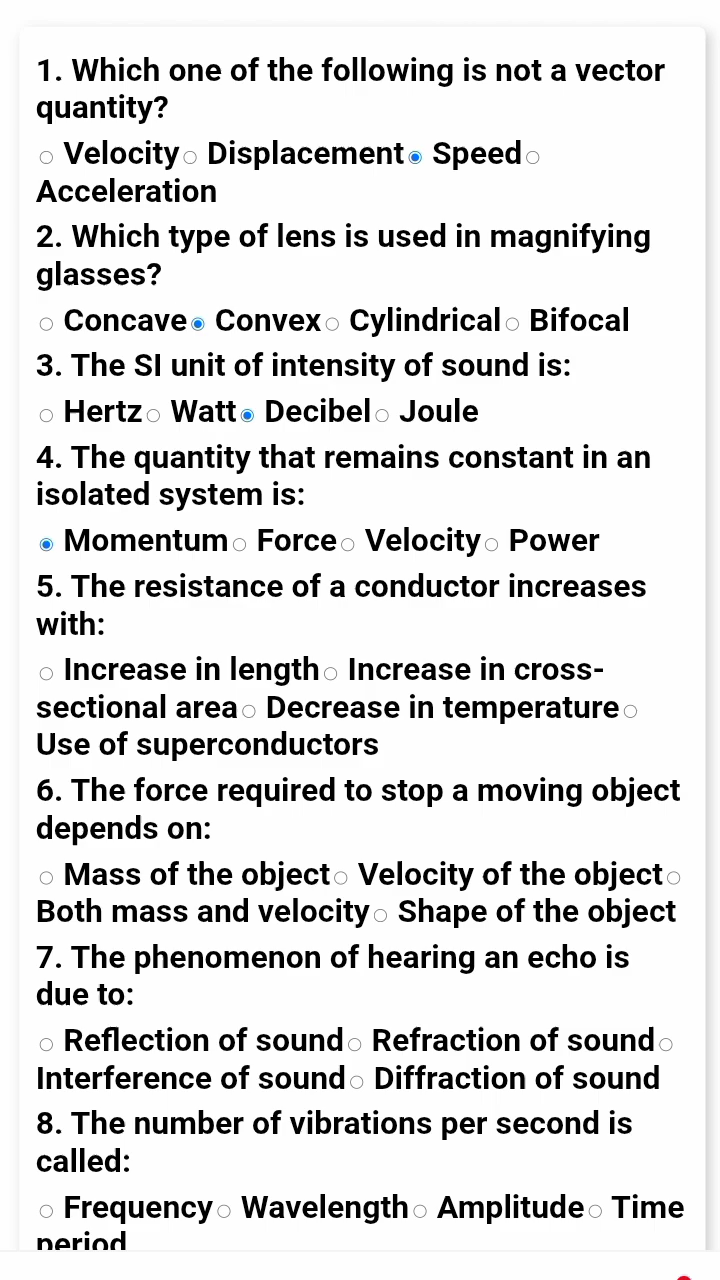 1. Which one of the following is not a vector
quantity?
Velocity Displacement Speed
Acceleration
2. Which type of lens is used in magnifying
glasses?
Concave Convex Cylindrical Bifocal
3. The SI unit of intensity of sound is:
Hertz Watt Decibel Joule
4. The quantity that remains constant in an
isolated system is:
Momentum Force Velocity Power
5. The resistance of a conductor increases
with:
Increase in length Increase in cross-
sectional area Decrease in temperature
Use of superconductors
6. The force required to stop a moving object
depends on:
Mass of the object Velocity of the object
Both mass and velocity Shape of the object
7. The phenomenon of hearing an echo is
due to:
Reflection of sound Refraction of sound
Interference of sound Diffraction of sound
8. The number of vibrations per second is
called:
Frequency Wavelength Amplitude Time
period